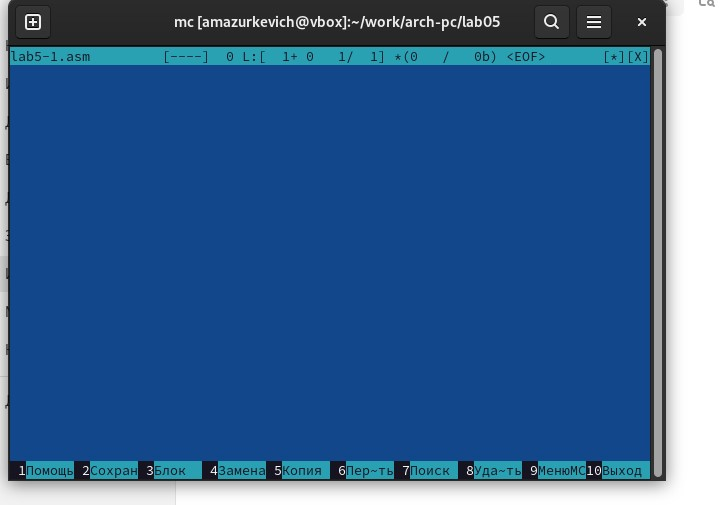 mc [amazurkevich@vbox]:~/work/arch-pc/lab05
lab5-1.asm [----] 0 L:[ 1+ 0 1/ 1] *(0 / 0b) <EOF> [*][X]
1Помощь 2Сохран 3Блок 4Замена 5Копия 6Пер~ть 7Поиск 8Уда~ть 9МенюMC 10Выход